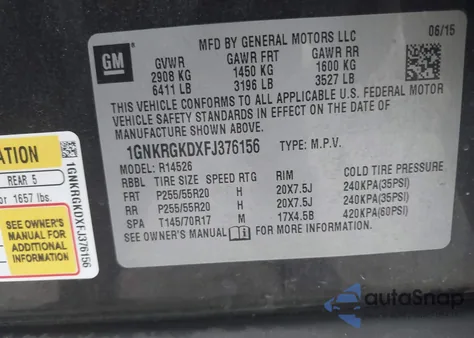 GM
MFD BY GENERAL MOTORS LLC
06/15
GVWR GAWR FRT GAWR RR
2908 KG 1450 KG 1600 KG
6411 LB 3196 LB 3527 LB
THIS VEHICLE CONFORMS TO ALL APPLICABLE U.S. FEDERAL MOTOR
VEHICLE SAFETY STANDARDS IN EFFECT ON THE DATE OF
MANUFACTURE SHOWN ABOVE.
1GNKRGKDXFJ376156 TYPE: M.P.V.
R14526
RBBL TIRE SIZE SPEED RTG RIM COLD TIRE PRESSURE
FRT P255/55R20 H 20X7.5J 240KPA(35PSI)
RR P255/55R20 H 20X7.5J 240KPA(35PSI)
SPA T145/70R17 M 17X4.5B 420KPA(60PSI)
SEE OWNER'S MANUAL FOR MORE INFORMATION
ATION
REAR 5
or 1657 lbs.
SEE OWNER'S
MANUAL FOR
ADDITIONAL
INFORMATION
1GNKRGKDXFJ376156
autoSnap